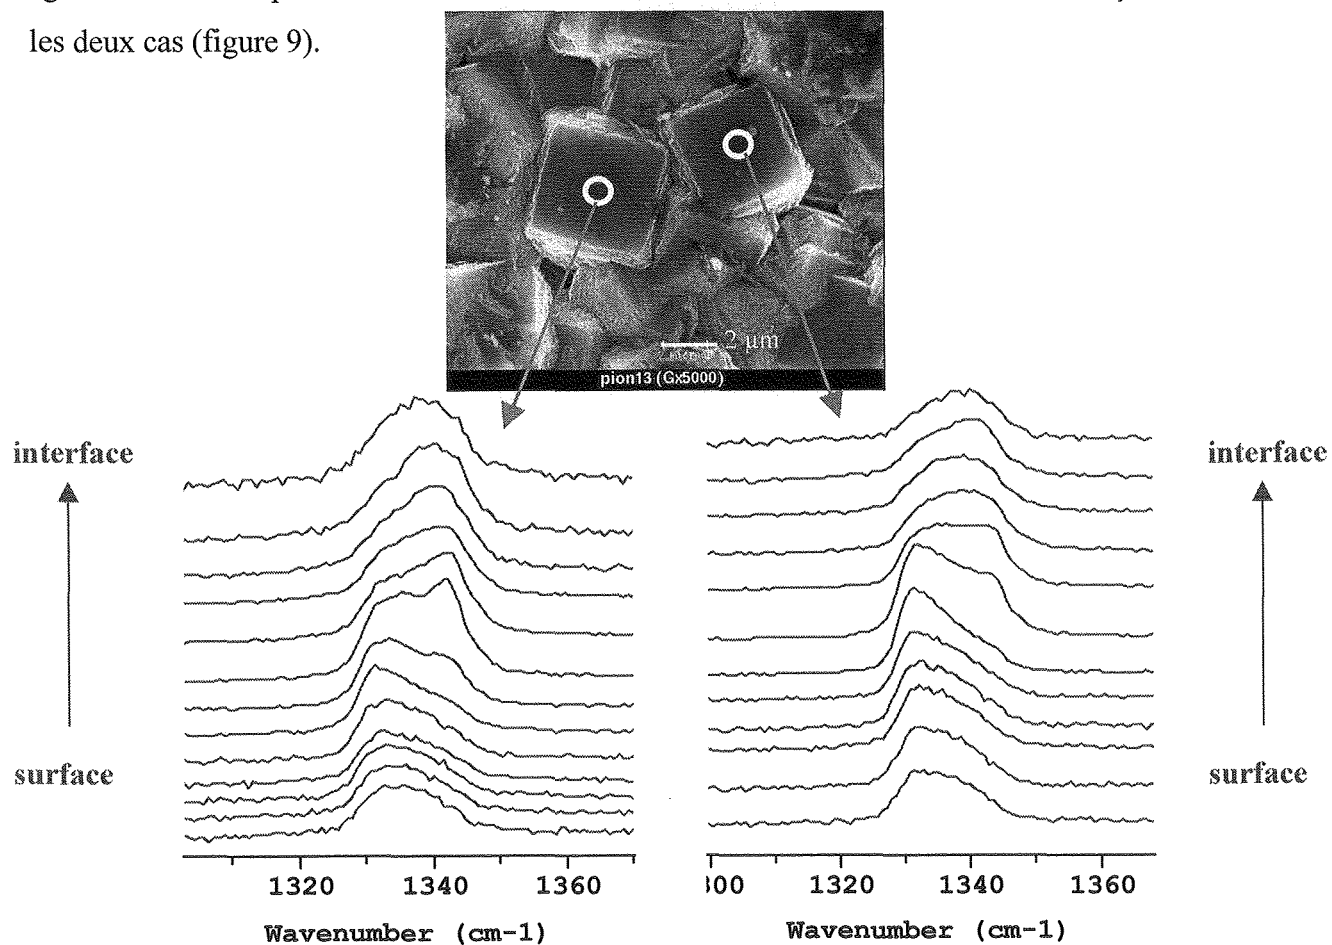 les deux cas (figure 9).
2 µm
pion13 (Gx5000)
interface
interface
surface
surface
1320 1340 1360
300 1320 1340 1360
Wavenumber (cm-1)
Wavenumber (cm-1)